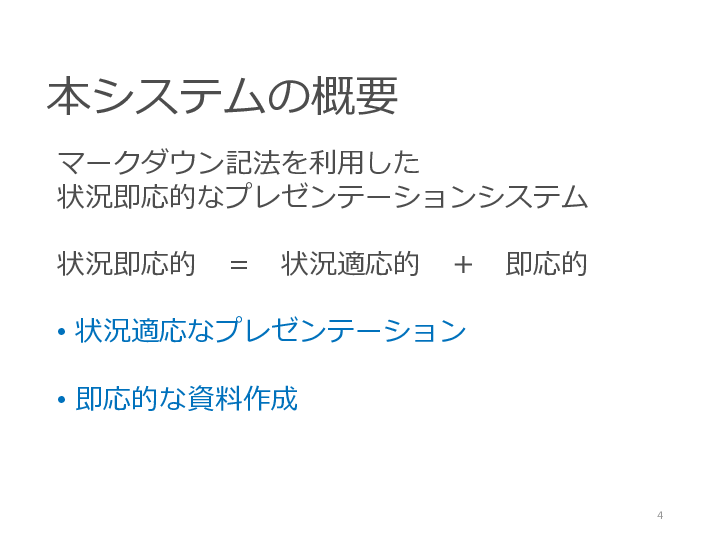 本システムの概要
マークダウン記法を利用した
状況即応的なプレゼンテーションシステム
状況即応的　＝　状況適応的　＋　即応的
• 状況適応なプレゼンテーション
• 即応的な資料作成
4